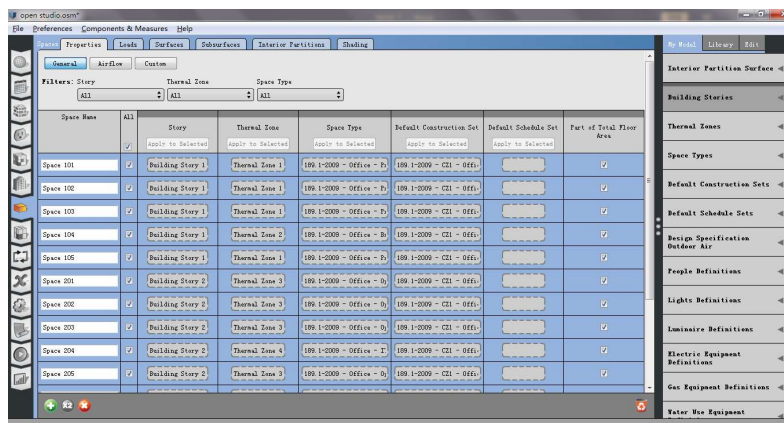 open studio.osm*
File Preferences Components & Measures Help
Spaces Properties Loads Surfaces Subsurfaces Interior Partitions Shading
My Model Library Edit
General Airflow Custom
Filters: Story Thermal Zone Space Type
All All All
Space Name All Story Thermal Zone Space Type Default Construction Set Default Schedule Set Part of Total Floor
Area
Apply to Selected Apply to Selected Apply to Selected Apply to Selected Apply to Selected
Space 101 Building Story 1 Thermal Zone 1 189.1-2009 - Office - 189.1-2009 - CZ1 - Offi
Space 102 Building Story 1 Thermal Zone 1 189.1-2009 - Office - 189.1-2009 - CZ1 - Offi
Space 103 Building Story 1 Thermal Zone 1 189.1-2009 - Office - 189.1-2009 - CZ1 - Offi
Space 104 Building Story 1 Thermal Zone 2 189.1-2009 - Office - 189.1-2009 - CZ1 - Offi
Space 105 Building Story 1 Thermal Zone 1 189.1-2009 - Office - 189.1-2009 - CZ1 - Offi
Space 201 Building Story 2 Thermal Zone 3 189.1-2009 - Office - 189.1-2009 - CZ1 - Offi
Space 202 Building Story 2 Thermal Zone 3 189.1-2009 - Office - 189.1-2009 - CZ1 - Offi
Space 203 Building Story 2 Thermal Zone 3 189.1-2009 - Office - 189.1-2009 - CZ1 - Offi
Space 204 Building Story 2 Thermal Zone 4 189.1-2009 - Office - 189.1-2009 - CZ1 - Offi
Space 205 Building Story 2 Thermal Zone 3 189.1-2009 - Office - 189.1-2009 - CZ1 - Offi
x2
Interior Partition Surface
Building Stories
Thermal Zones
Space Types
Default Construction Sets
Default Schedule Sets
Design Specification
Outdoor Air
People Definitions
Lights Definitions
Luminaire Definitions
Electric Equipment
Definitions
Gas Equipment Definitions
Water Use Equipment